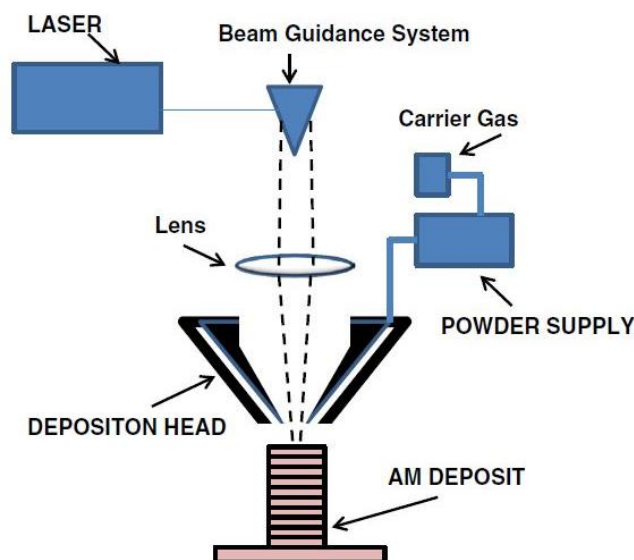 LASER
Beam Guidance System
Carrier Gas
Lens
POWDER SUPPLY
DEPOSITON HEAD
AM DEPOSIT